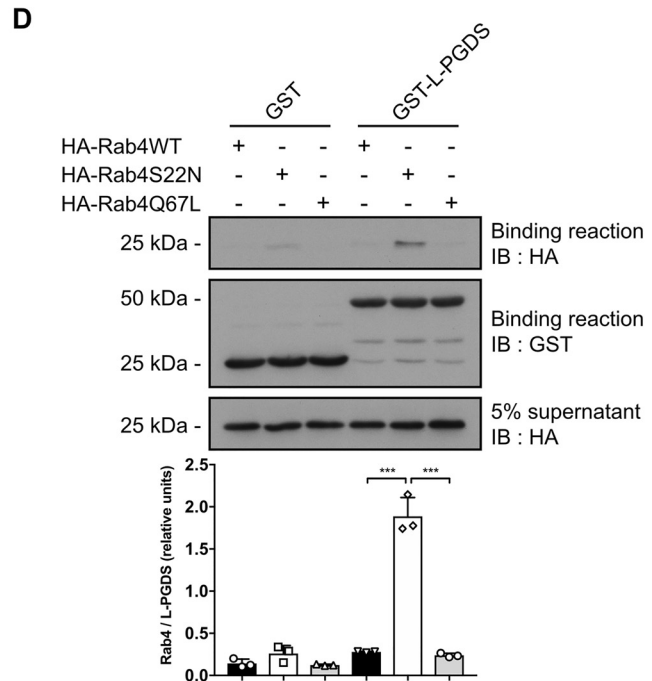 D
GST GST-L-PGDS
HA-Rab4WT + - - + - -
HA-Rab4S22N - + - - + -
HA-Rab4Q67L - - + - - +
25 kDa - Binding reaction
IB : HA
50 kDa -
Binding reaction
IB : GST
25 kDa -
5% supernatant
25 kDa - IB : HA
Rab4 / L-PGDS (relative units)
2.5
*** ***
2.0
1.5
1.0
0.5
0.0